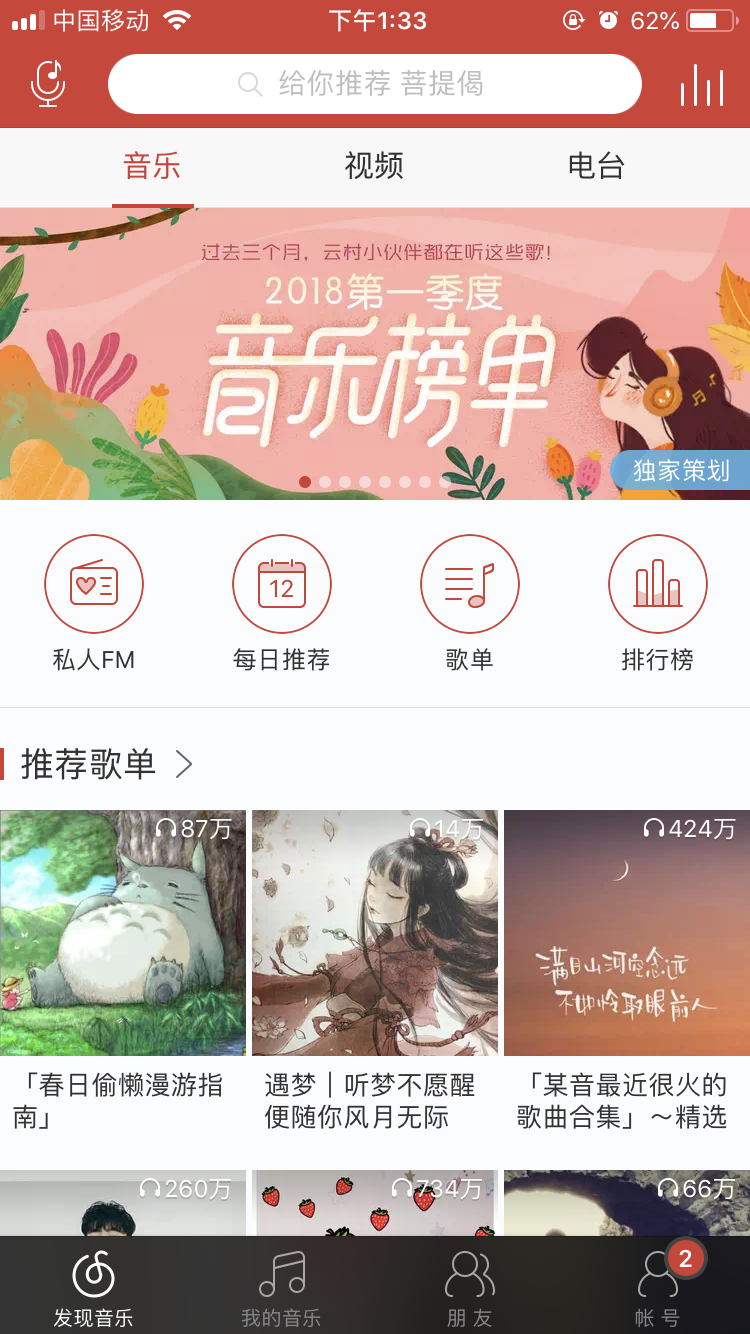 中国移动
下午1:33
62%
给你推荐 菩提偈
音乐
视频
电台
过去三个月，云村小伙伴都在听这些歌！
2018第一季度
音乐榜单
独家策划
12
私人FM
每日推荐
歌单
排行榜
推荐歌单
87万
14万
424万
满目山河空念远
不如怜取眼前人
「春日偷懒漫游指
南」
遇梦｜听梦不愿醒
便随你风月无际
「某音最近很火的
歌曲合集」～精选
260万
734万
66万
2
发现音乐
我的音乐
朋友
帐号